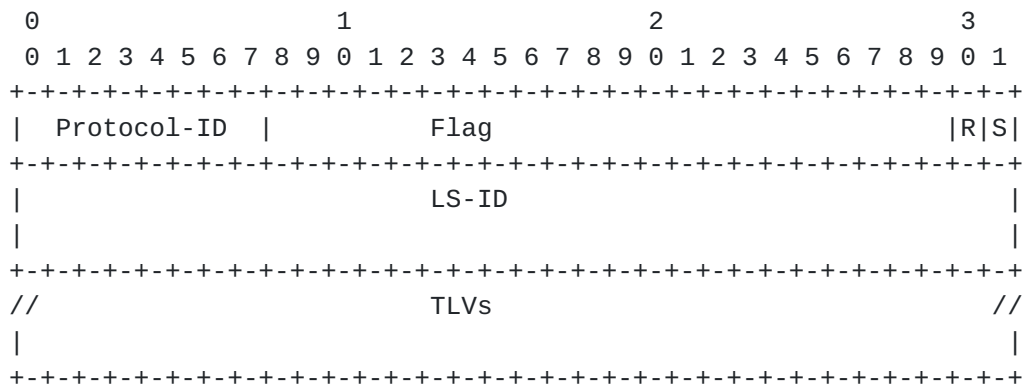 0                   1                   2                   3
 0 1 2 3 4 5 6 7 8 9 0 1 2 3 4 5 6 7 8 9 0 1 2 3 4 5 6 7 8 9 0 1
+-+-+-+-+-+-+-+-+-+-+-+-+-+-+-+-+-+-+-+-+-+-+-+-+-+-+-+-+-+-+-+-+
|  Protocol-ID  |          Flag                             |R|S|
+-+-+-+-+-+-+-+-+-+-+-+-+-+-+-+-+-+-+-+-+-+-+-+-+-+-+-+-+-+-+-+-+
|                          LS-ID                                |
|                                                               |
+-+-+-+-+-+-+-+-+-+-+-+-+-+-+-+-+-+-+-+-+-+-+-+-+-+-+-+-+-+-+-+-+
//                         TLVs                                //
|                                                               |
+-+-+-+-+-+-+-+-+-+-+-+-+-+-+-+-+-+-+-+-+-+-+-+-+-+-+-+-+-+-+-+-+